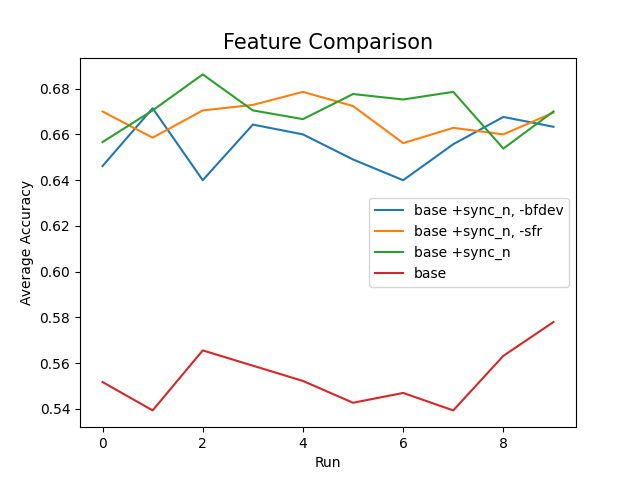 Feature Comparison
Average Accuracy
0.68
0.66
0.64
0.62
0.60
0.58
0.56
0.54
base +sync_n, -bfdev
base +sync_n, -sfr
base +sync_n
base
0 2 4 6 8
Run